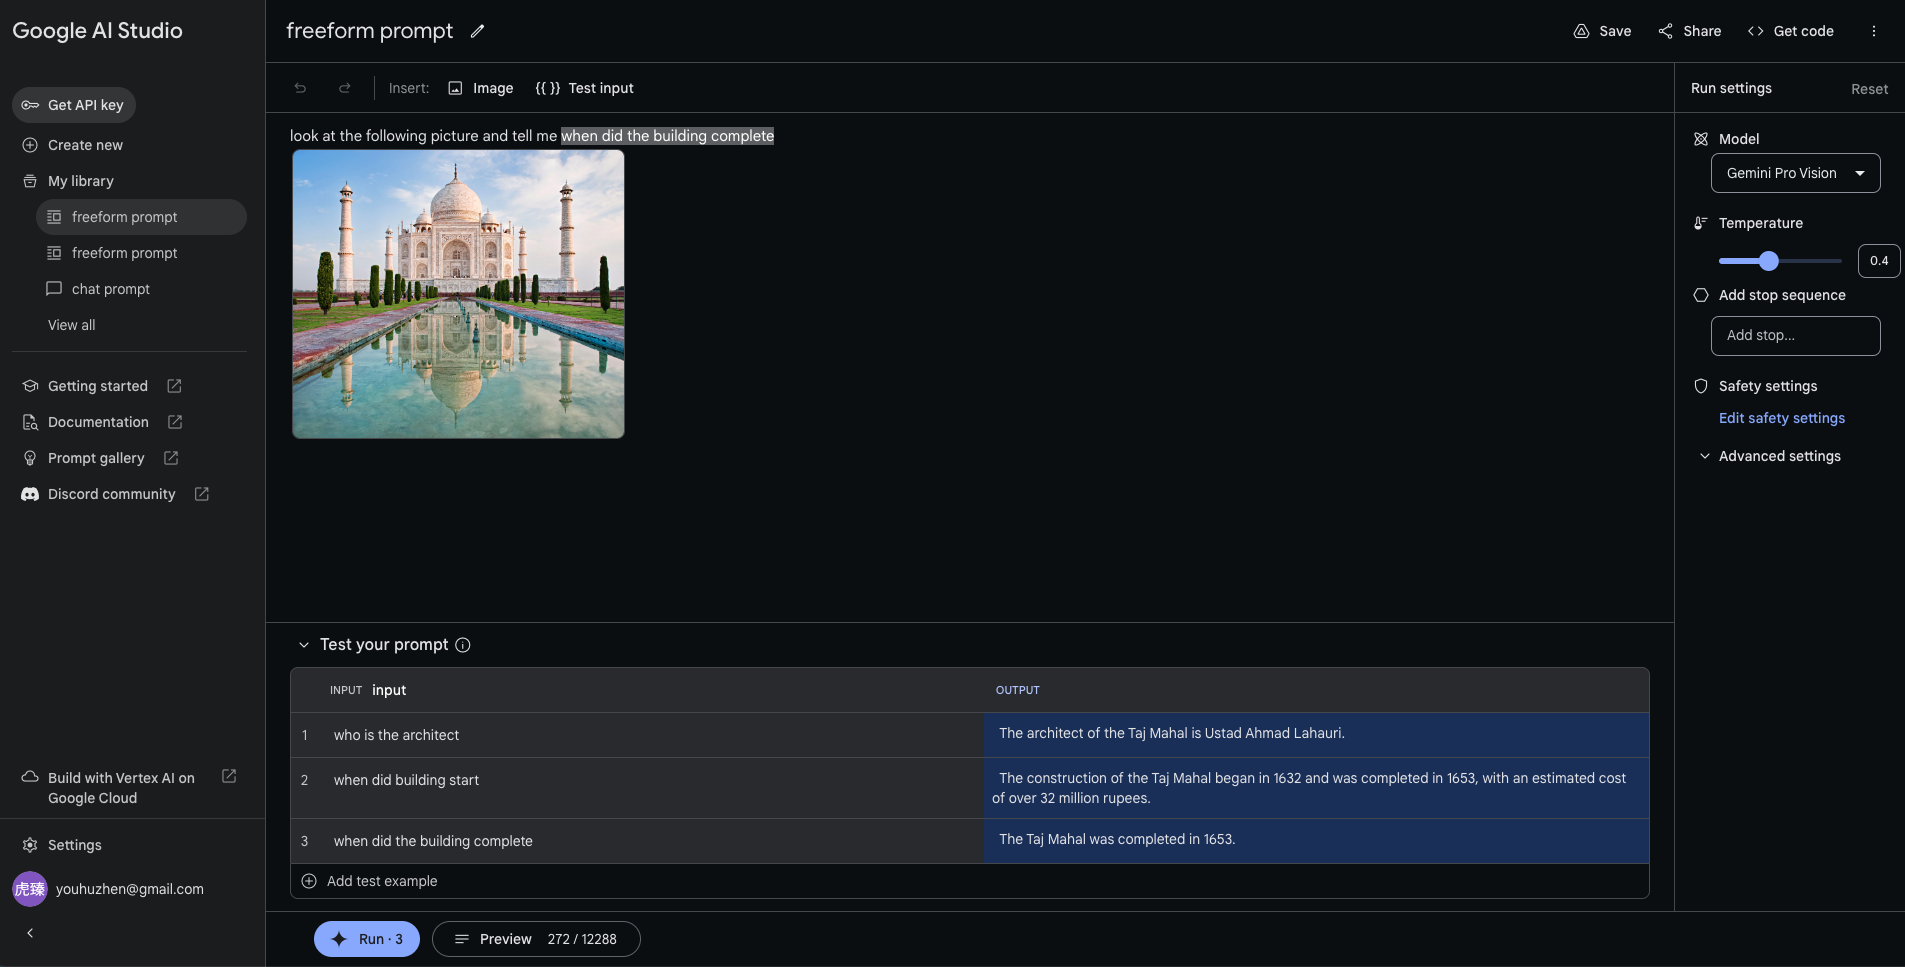 Google AI Studio
Get API key
Create new
My library
freeform prompt
freeform prompt
chat prompt
View all
Getting started
Documentation
Prompt gallery
Discord community
Build with Vertex AI on
Google Cloud
Settings
虎臻 youhuzhen@gmail.com
freeform prompt
Save Share Get code
Insert: Image {{ }} Test input
look at the following picture and tell me when did the building complete
Test your prompt
INPUT input OUTPUT
1 who is the architect The architect of the Taj Mahal is Ustad Ahmad Lahauri.
2 when did building start The construction of the Taj Mahal began in 1632 and was completed in 1653, with an estimated cost
of over 32 million rupees.
3 when did the building complete The Taj Mahal was completed in 1653.
Add test example
Run · 3 Preview 272 / 12288
Run settings Reset
Model
Gemini Pro Vision
Temperature
0.4
Add stop sequence
Add stop...
Safety settings
Edit safety settings
Advanced settings